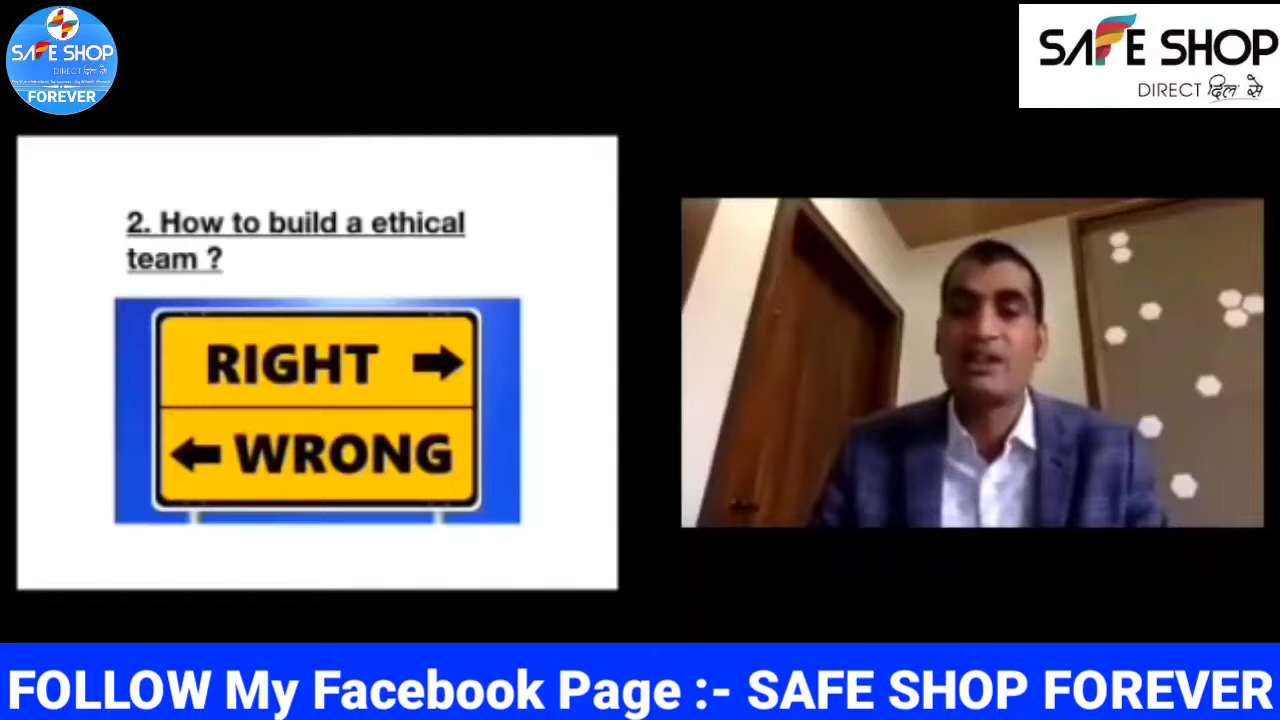 SAFE SHOP
DIRECT दिल से
FOREVER
SAFE SHOP
DIRECT दिल से
2. How to build a ethical
team ?
RIGHT
WRONG
FOLLOW My Facebook Page :- SAFE SHOP FOREVER